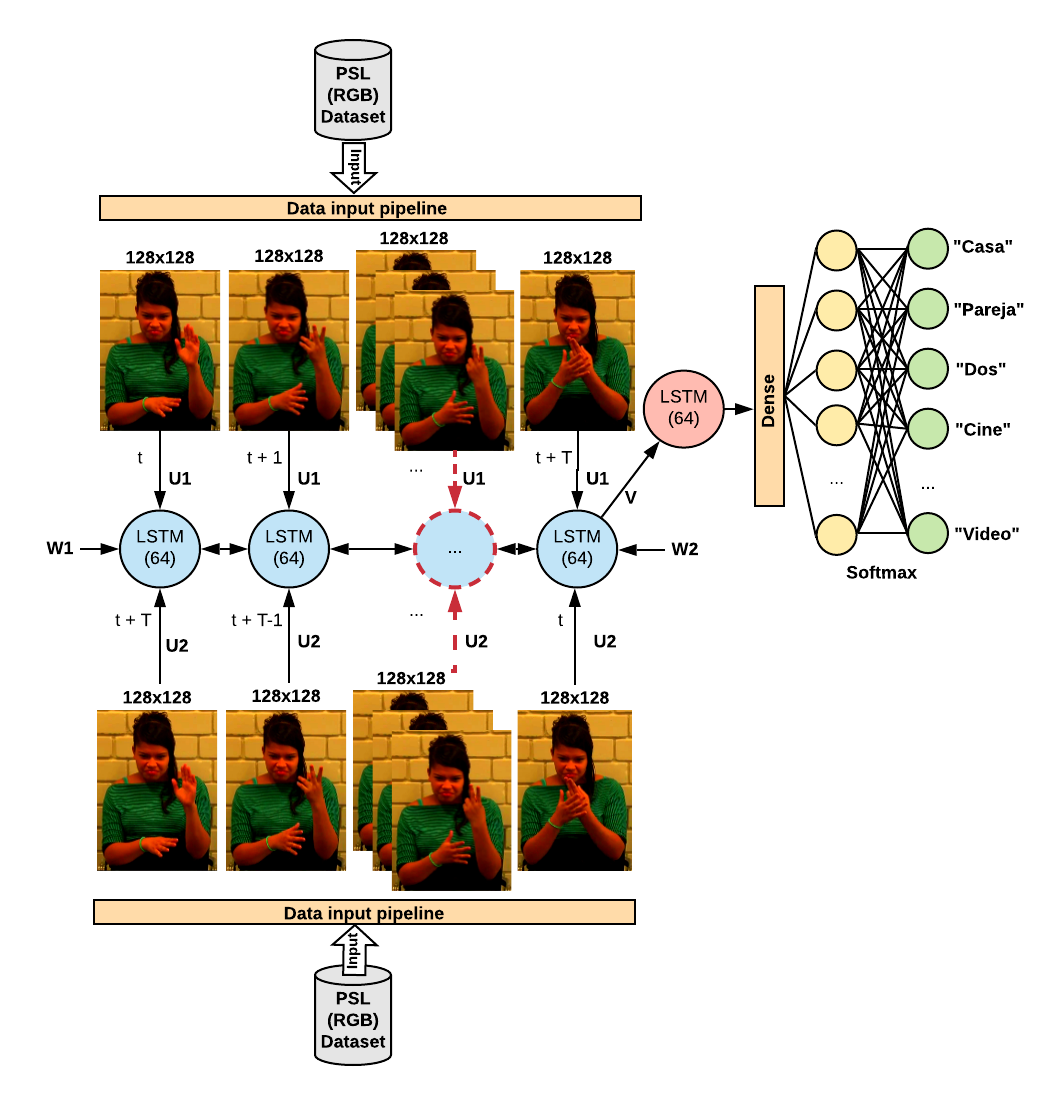 PSL
(RGB)
Dataset
Input
Data input pipeline
128x128
128x128
128x128
128x128
t
U1
t + 1
U1
...
U1
t + T
U1
W1
LSTM
(64)
LSTM
(64)
...
LSTM
(64)
W2
V
LSTM
(64)
Dense
"Casa"
"Pareja"
"Dos"
"Cine"
...
...
"Video"
Softmax
t + T
U2
t + T-1
U2
...
U2
t
U2
128x128
128x128
128x128
128x128
Data input pipeline
Input
PSL
(RGB)
Dataset